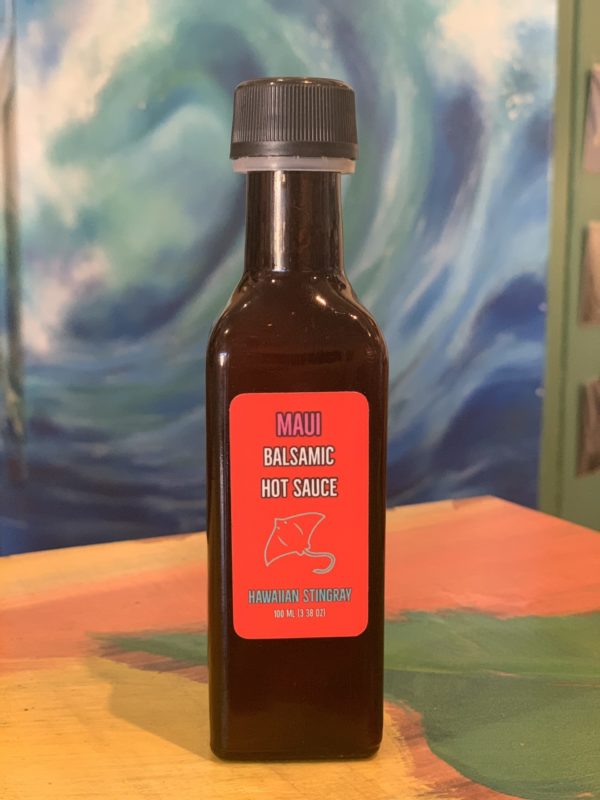 MAUI
BALSAMIC
HOT SAUCE
HAWAIIAN STINGRAY
100 ML (3 38 OZ)